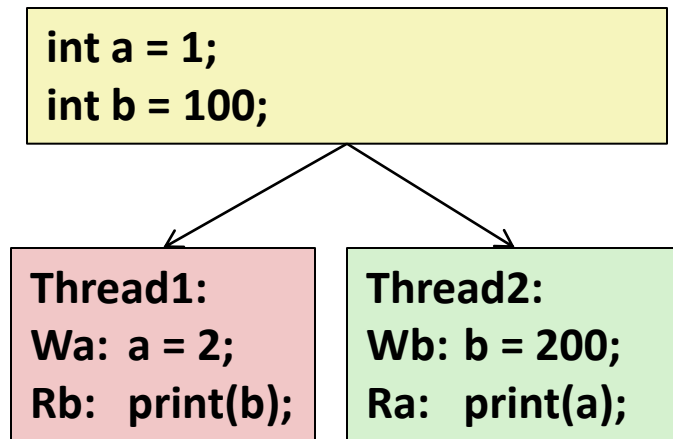 int a = 1;
int b = 100;
Thread1:
Wa: a = 2;
Rb: print(b);
Thread2:
Wb: b = 200;
Ra: print(a);